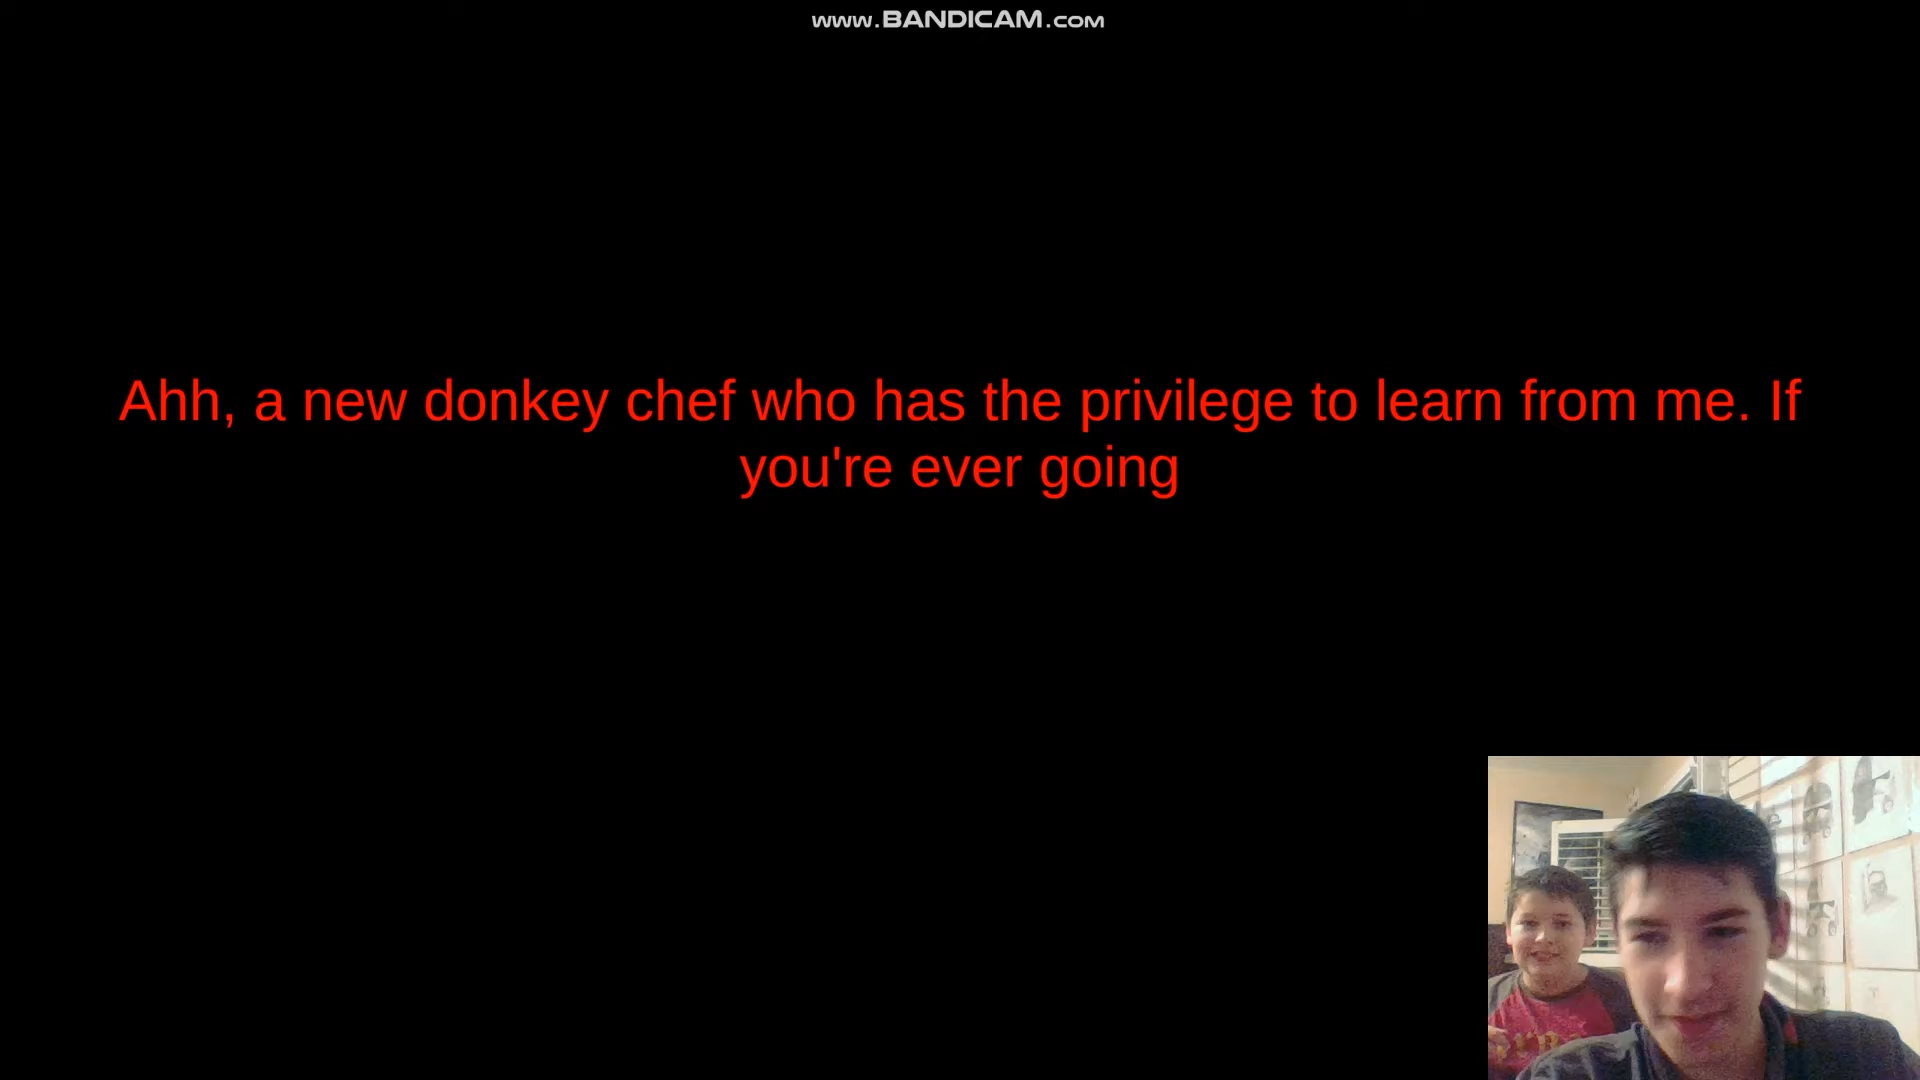 www.BANDICAM.com
Ahh, a new donkey chef who has the privilege to learn from me. If
you're ever going